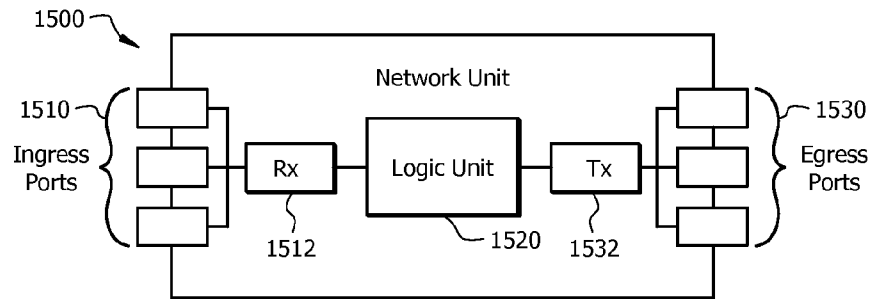 1500
Network Unit
1510
1530
Ingress
Ports
Rx
Logic Unit
Tx
Egress
Ports
1512
1520
1532